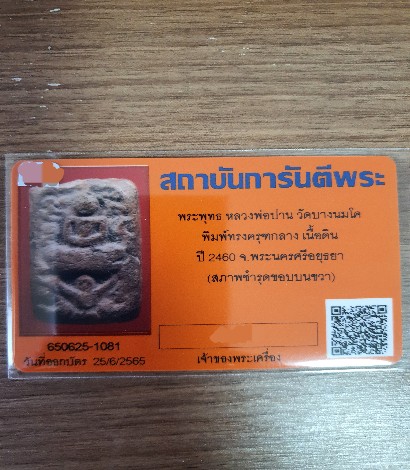 สถาบันการันตีพระ
พระพุทธ หลวงพ่อปาน วัดบางนมโค
พิมพ์ทรงครุฑกลาง เนื้อดิน
ปี 2460 จ.พระนครศรีอยุธยา
(สภาพชำรุดขอบบนขวา)
650625-1081
วันที่ออกบัตร 25/6/2565
เจ้าของพระเครื่อง